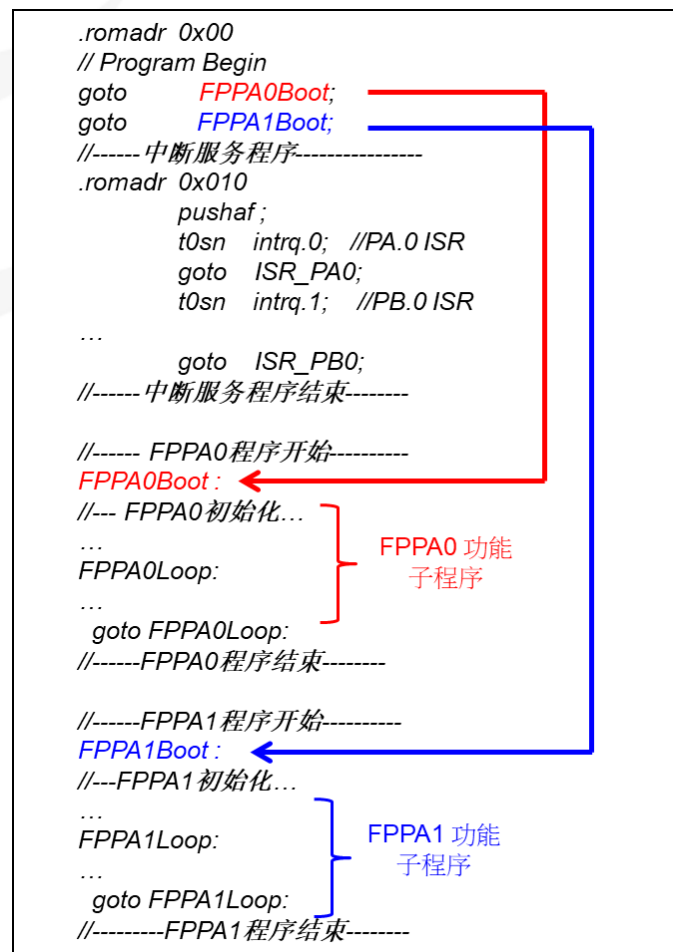 .romadr 0x00
// Program Begin
goto FPPA0Boot;
goto FPPA1Boot;
//------中断服务程序----------------
.romadr 0x010
pushaf ;
t0sn intrq.0; //PA.0 ISR
goto ISR_PA0;
t0sn intrq.1; //PB.0 ISR
…
goto ISR_PB0;
//------中断服务程序结束--------
//------ FPPA0程序开始----------
FPPA0Boot :
//--- FPPA0初始化…
…
FPPA0Loop:
…
goto FPPA0Loop:
//------FPPA0程序结束--------
FPPA0 功能
子程序
//------FPPA1程序开始----------
FPPA1Boot :
//---FPPA1初始化…
…
FPPA1Loop:
…
goto FPPA1Loop:
//---------FPPA1程序结束--------
FPPA1 功能
子程序